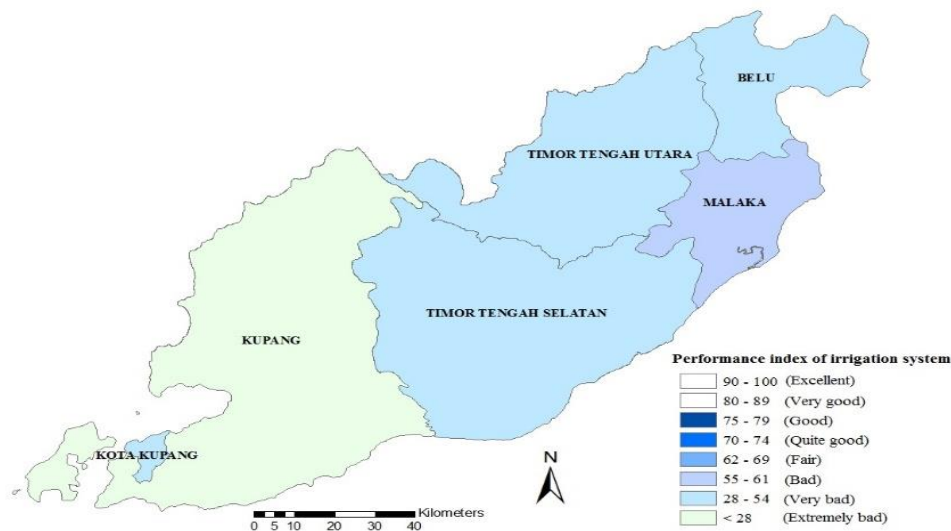 BELU
TIMOR TENGAH UTARA
MALAKA
TIMOR TENGAH SELATAN
KUPANG
KOTA KUPANG
Performance index of irrigation system
90 - 100 (Excellent)
80 - 89 (Very good)
75 - 79 (Good)
70 - 74 (Quite good)
62 - 69 (Fair)
55 - 61 (Bad)
28 - 54 (Very bad)
< 28 (Extremely bad)
N
Kilometers
0 5 10 20 30 40